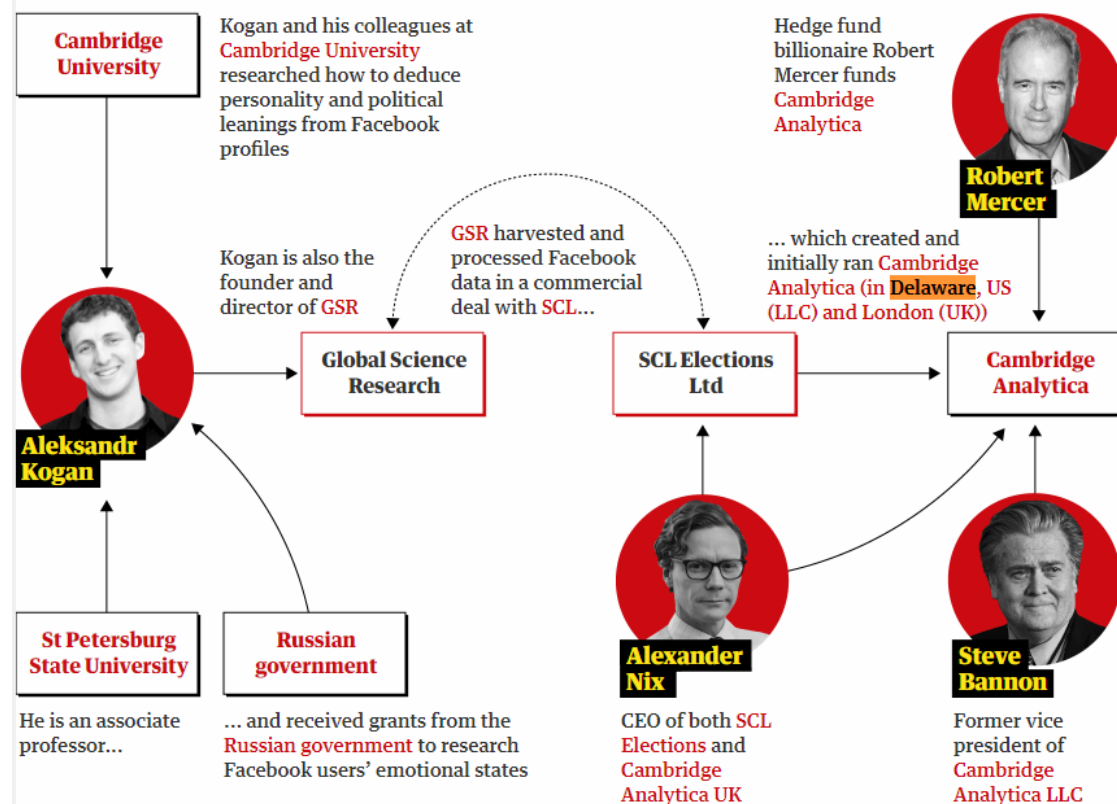 Cambridge
University
Kogan and his colleagues at
Cambridge University
researched how to deduce
personality and political
leanings from Facebook
profiles
Hedge fund
billionaire Robert
Mercer funds
Cambridge
Analytica
Robert
Mercer
Kogan is also the
founder and
director of GSR
GSR harvested and
processed Facebook
data in a commercial
deal with SCL...
... which created and
initially ran Cambridge
Analytica (in Delaware, US
(LLC) and London (UK))
Aleksandr
Kogan
Global Science
Research
SCL Elections
Ltd
Cambridge
Analytica
St Petersburg
State University
Russian
government
Alexander
Nix
Steve
Bannon
He is an associate
professor...
... and received grants from the
Russian government to research
Facebook users' emotional states
CEO of both SCL
Elections and
Cambridge
Analytica UK
Former vice
president of
Cambridge
Analytica LLC